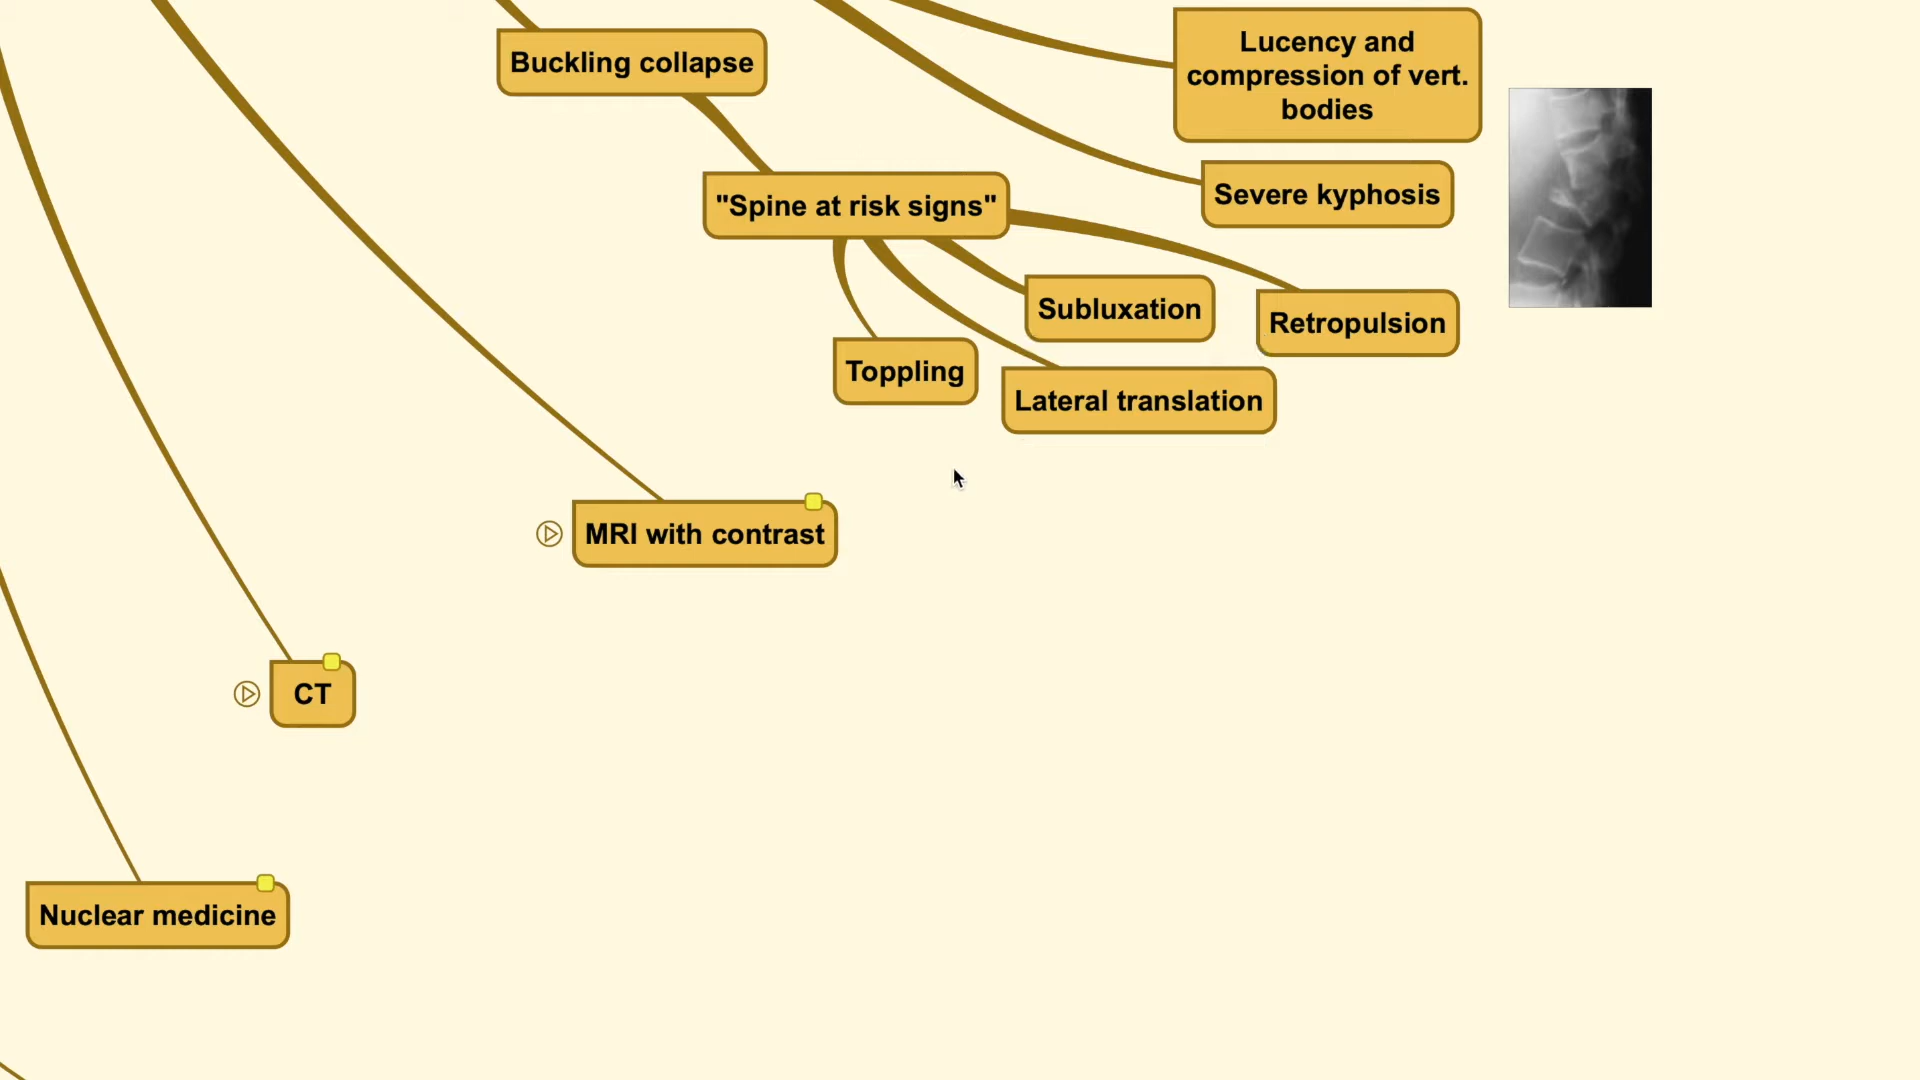 Buckling collapse
Lucency and
compression of vert.
bodies
Severe kyphosis
"Spine at risk signs"
Subluxation
Retropulsion
Toppling
Lateral translation
MRI with contrast
CT
Nuclear medicine